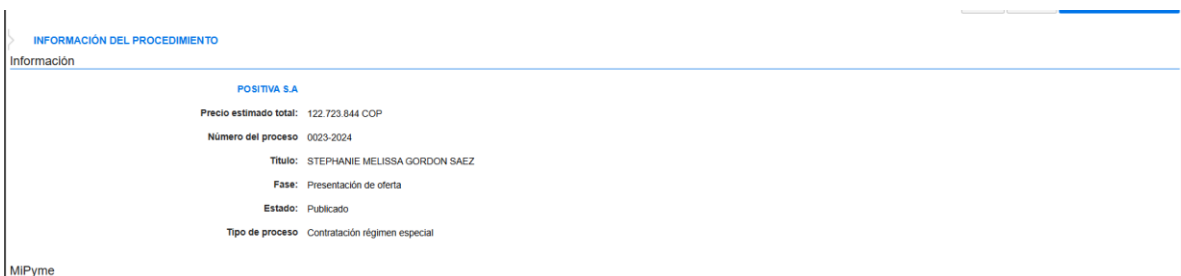 INFORMACIÓN DEL PROCEDIMIENTO
Información
POSITIVA S.A
Precio estimado total: 122.723.844 COP
Número del proceso 0023-2024
Título: STEPHANIE MELISSA GORDON SAEZ
Fase: Presentación de oferta
Estado: Publicado
Tipo de proceso Contratación régimen especial
MiPyme